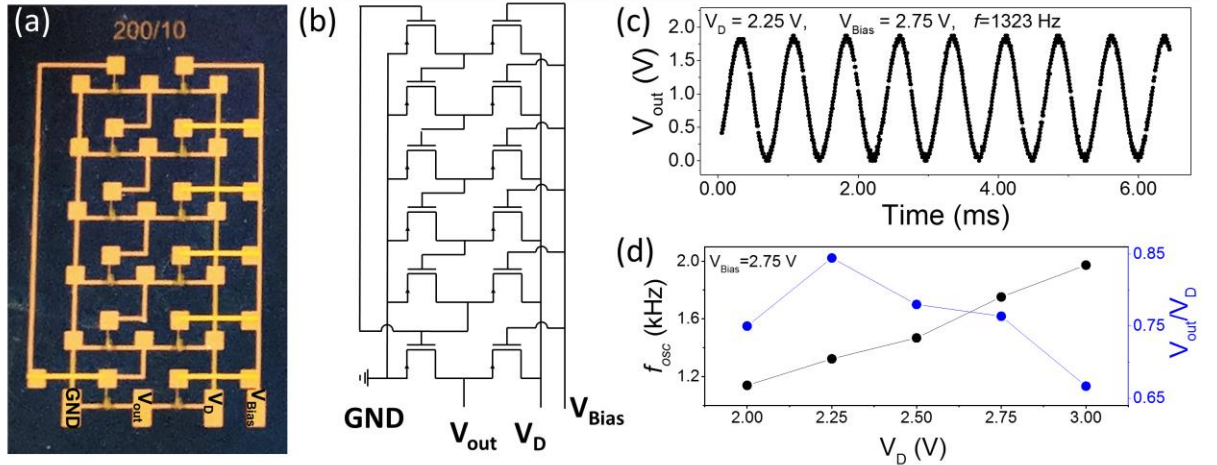 (a)
200/10
GND
Vout
VD
VBias
(b)
GND
Vout
VD
VBias
(c)
VD = 2.25 V, VBias = 2.75 V, f=1323 Hz
Vout (V)
2.0
1.5
1.0
0.5
0.0
0.00 2.00 4.00 6.00
Time (ms)
(d)
VBias=2.75 V
fosc (kHz)
2.0
1.6
1.2
0.85
0.75
0.65
Vout/VD
2.00 2.25 2.50 2.75 3.00
VD (V)